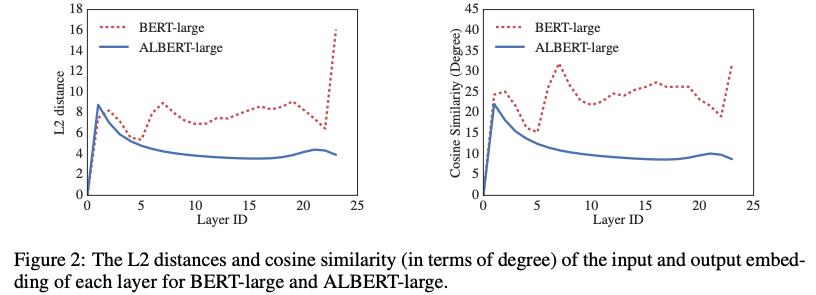 18
16
14
12
10
8
6
4
2
0
L2 distance
BERT-large
ALBERT-large
0 5 10 15 20 25
Layer ID
45
40
35
30
25
20
15
10
5
0
Cosine Similarity (Degree)
BERT-large
ALBERT-large
0 5 10 15 20 25
Layer ID
Figure 2: The L2 distances and cosine similarity (in terms of degree) of the input and output embed-
ding of each layer for BERT-large and ALBERT-large.